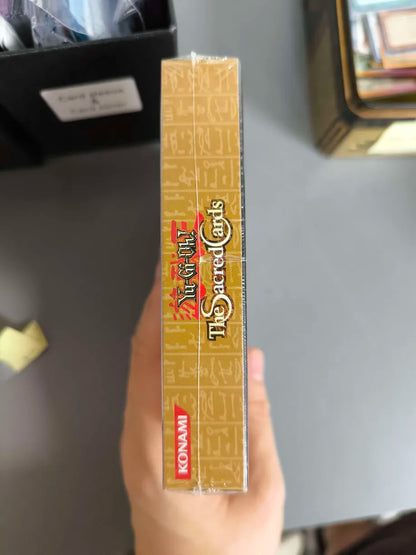 Yu-Gi-Oh!
The Sacred Cards
KONAMI